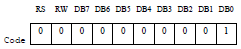 RS RW DB7 DB6 DB5 DB4 DB3 DB2 DB1 DB0
Code 0 0 0 0 0 0 0 0 0 1